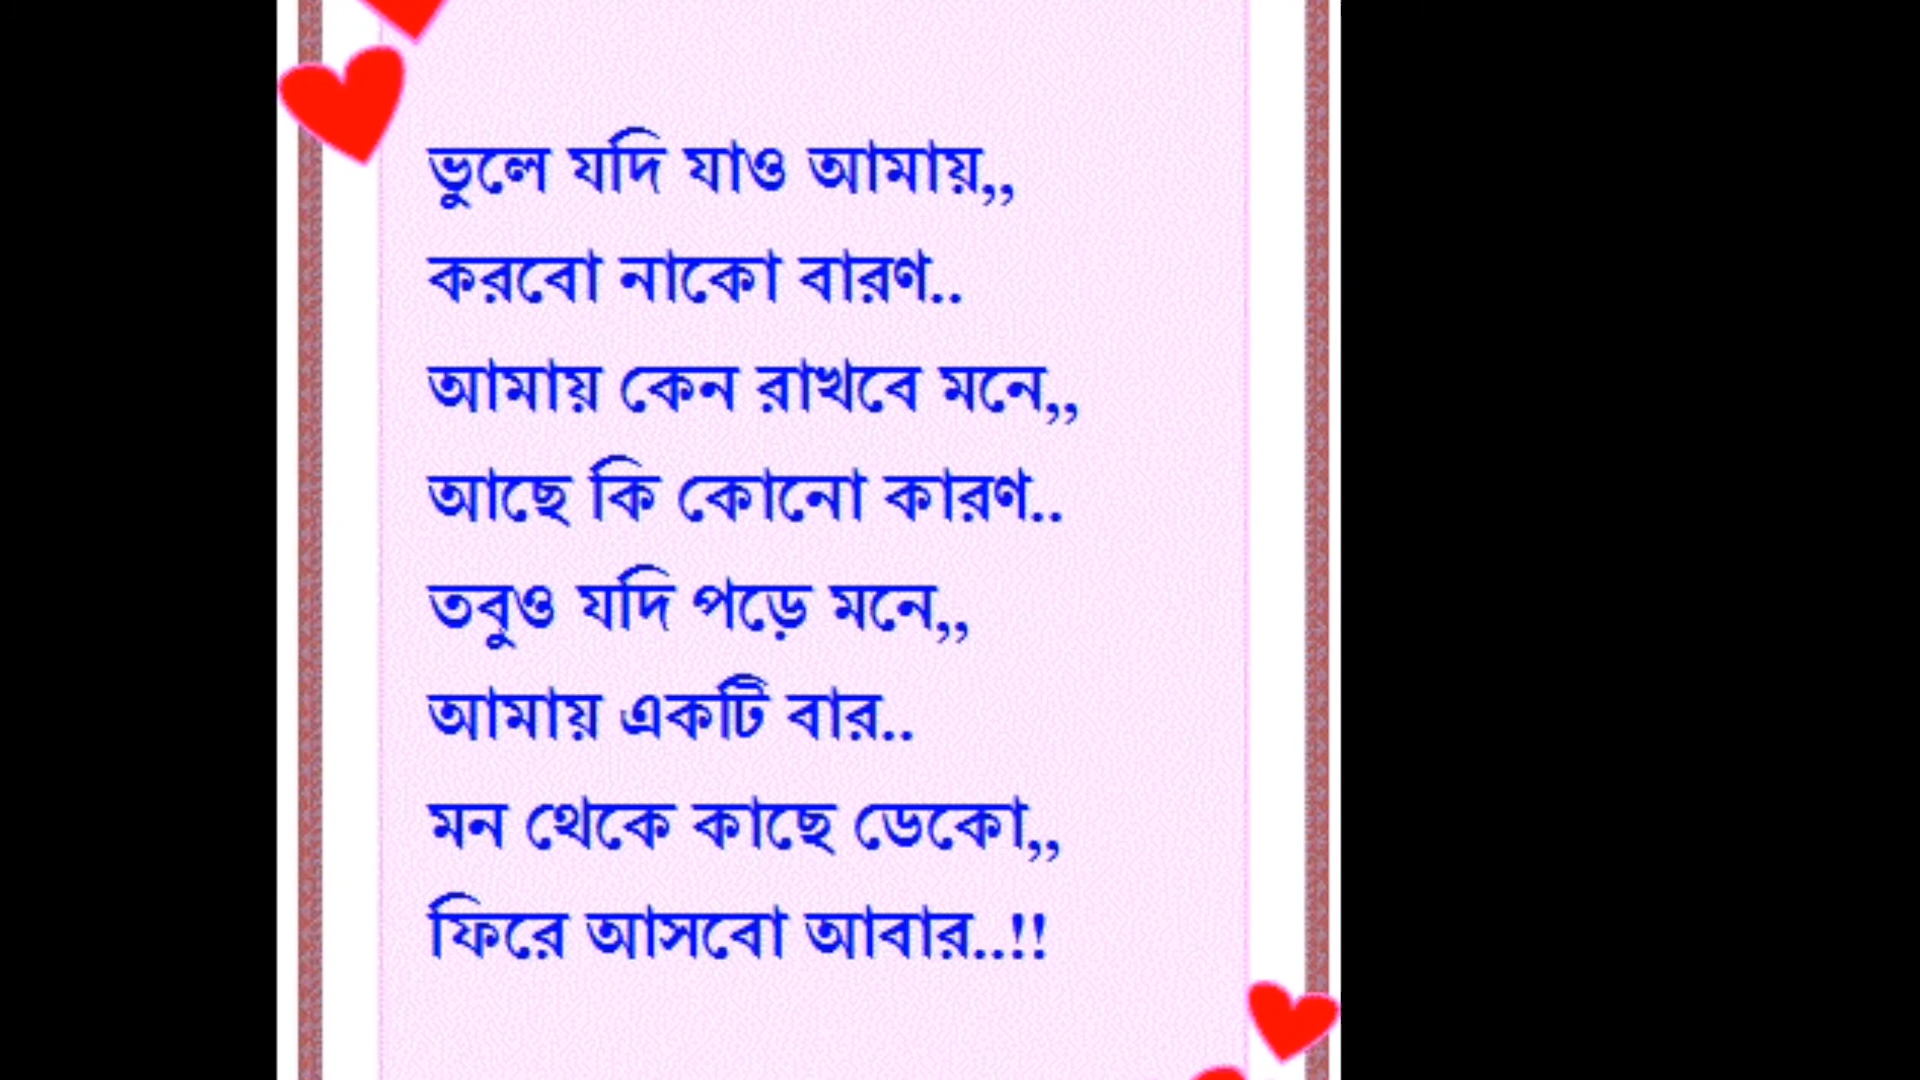 ভুলে যদি যাও আমায়,,
করবো নাকো বারণ..
আমায় কেন রাখবে মনে,,
আছে কি কোনো কারণ..
তবুও যদি পড়ে মনে,,
আমায় একটি বার..
মন থেকে কাছে ডেকো,,
ফিরে আসবো আবার..!!